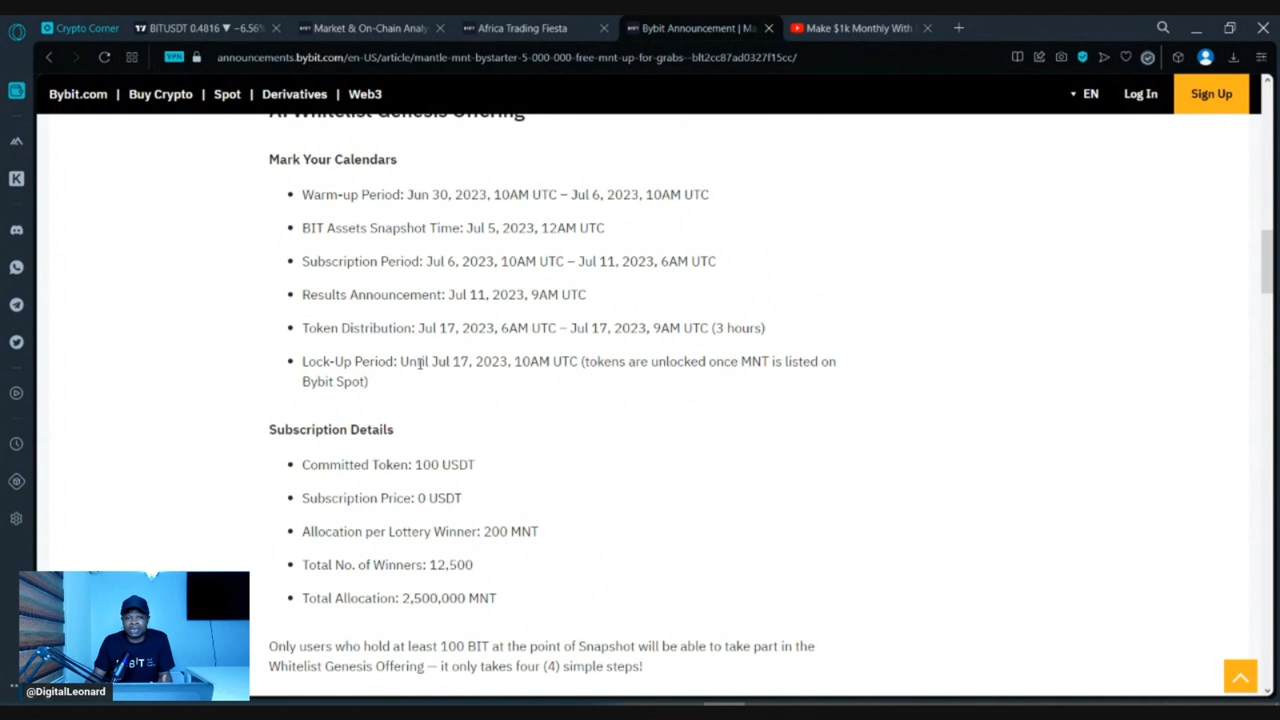 Crypto Corner
BITUSDT 0.4816 ▼ −6.56%
Market & On-Chain Analy
Africa Trading Fiesta
Bybit Announcement | Ma
Make $1k Monthly With
VPN
announcements.bybit.com/en-US/article/mantle-mnt-bystarter-5-000-000-free-mnt-up-for-grabs--blt2cc87ad0327f15cc/
Bybit.com | Buy Crypto | Spot | Derivatives | Web3
EN
Log In
Sign Up
A. Whitelist Genesis Offering
Mark Your Calendars
• Warm-up Period: Jun 30, 2023, 10AM UTC – Jul 6, 2023, 10AM UTC
• BIT Assets Snapshot Time: Jul 5, 2023, 12AM UTC
• Subscription Period: Jul 6, 2023, 10AM UTC – Jul 11, 2023, 6AM UTC
• Results Announcement: Jul 11, 2023, 9AM UTC
• Token Distribution: Jul 17, 2023, 6AM UTC – Jul 17, 2023, 9AM UTC (3 hours)
• Lock-Up Period: Until Jul 17, 2023, 10AM UTC (tokens are unlocked once MNT is listed on
Bybit Spot)
Subscription Details
• Committed Token: 100 USDT
• Subscription Price: 0 USDT
• Allocation per Lottery Winner: 200 MNT
• Total No. of Winners: 12,500
• Total Allocation: 2,500,000 MNT
Only users who hold at least 100 BIT at the point of Snapshot will be able to take part in the
Whitelist Genesis Offering — it only takes four (4) simple steps!
@DigitalLeonard